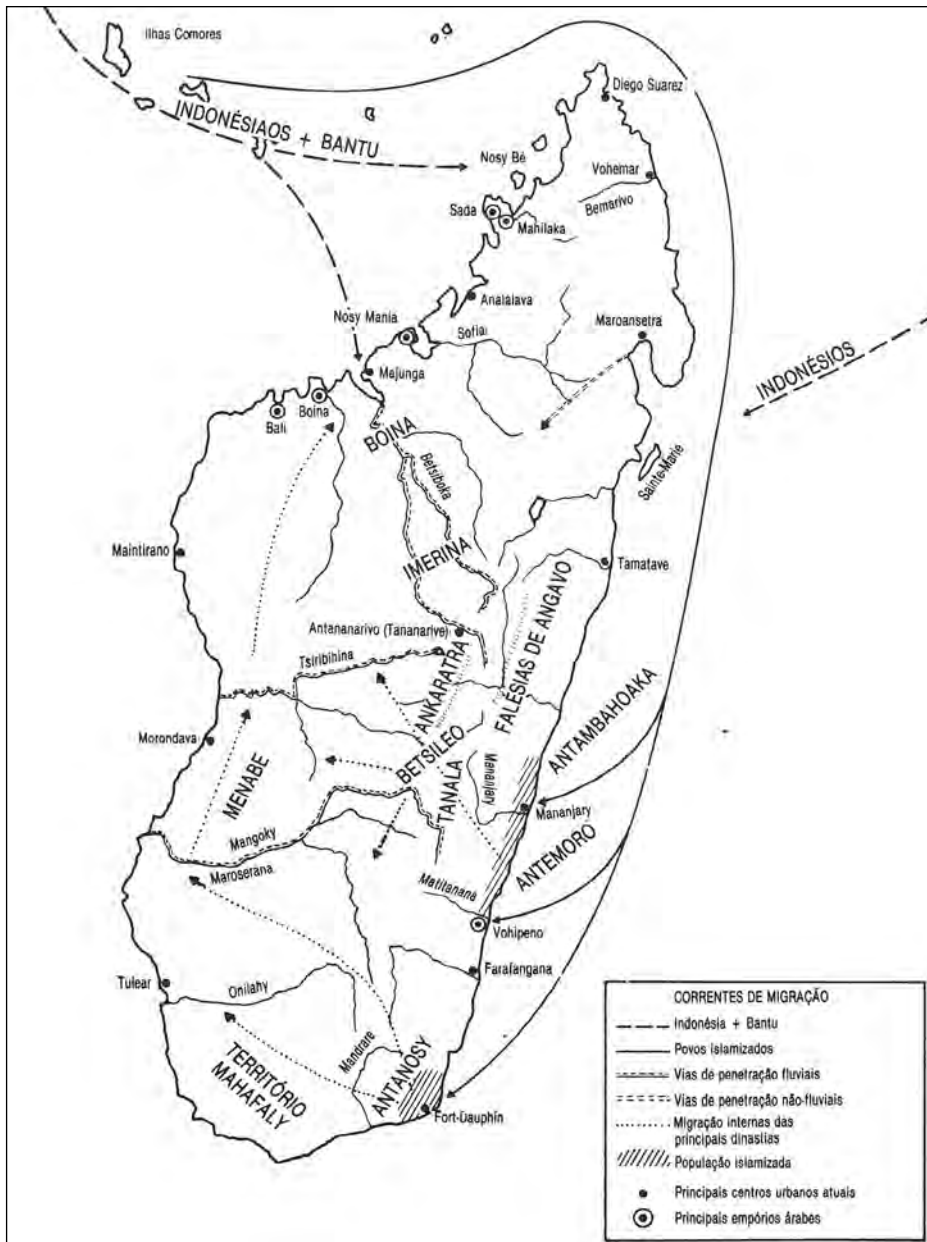 Ilhas Comores
INDONÉSIAOS + BANTU
Diego Suarez
Nosy Bé
Vohemar
Bemarivo
Sada
Mahilaka
Analalava
Maroansetra
Nosy Mania
Sofia
INDONÉSIOS
Majunga
Boina
Bali
BOINA
Betsiboka
Sainte-Marie
Maintirano
IMERINA
Tamatave
FALÉSIAS DE ANGAVO
Antananarivo (Tananarive)
Tsiribihina
ANKARATRA
ANTAMBAHOAKA
Morondava
BETSILEO
MENABE
TANALA
Mananjary
Mananjary
Mangoky
ANTEMORO
Maroserana
Matitanana
Vohipeno
Farafangana
Tulear
Onilahy
Mandrare
ANTANOSY
TERRITÓRIO
MAHAFALY
Fort-Dauphin
CORRENTES DE MIGRAÇÃO
Indonésia + Bantu
Povos islamizados
Vias de penetração fluviais
Vias de penetração não-fluviais
Migração internas das
principais dinastias
População islamizada
Principais centros urbanos atuais
Principais empórios árabes